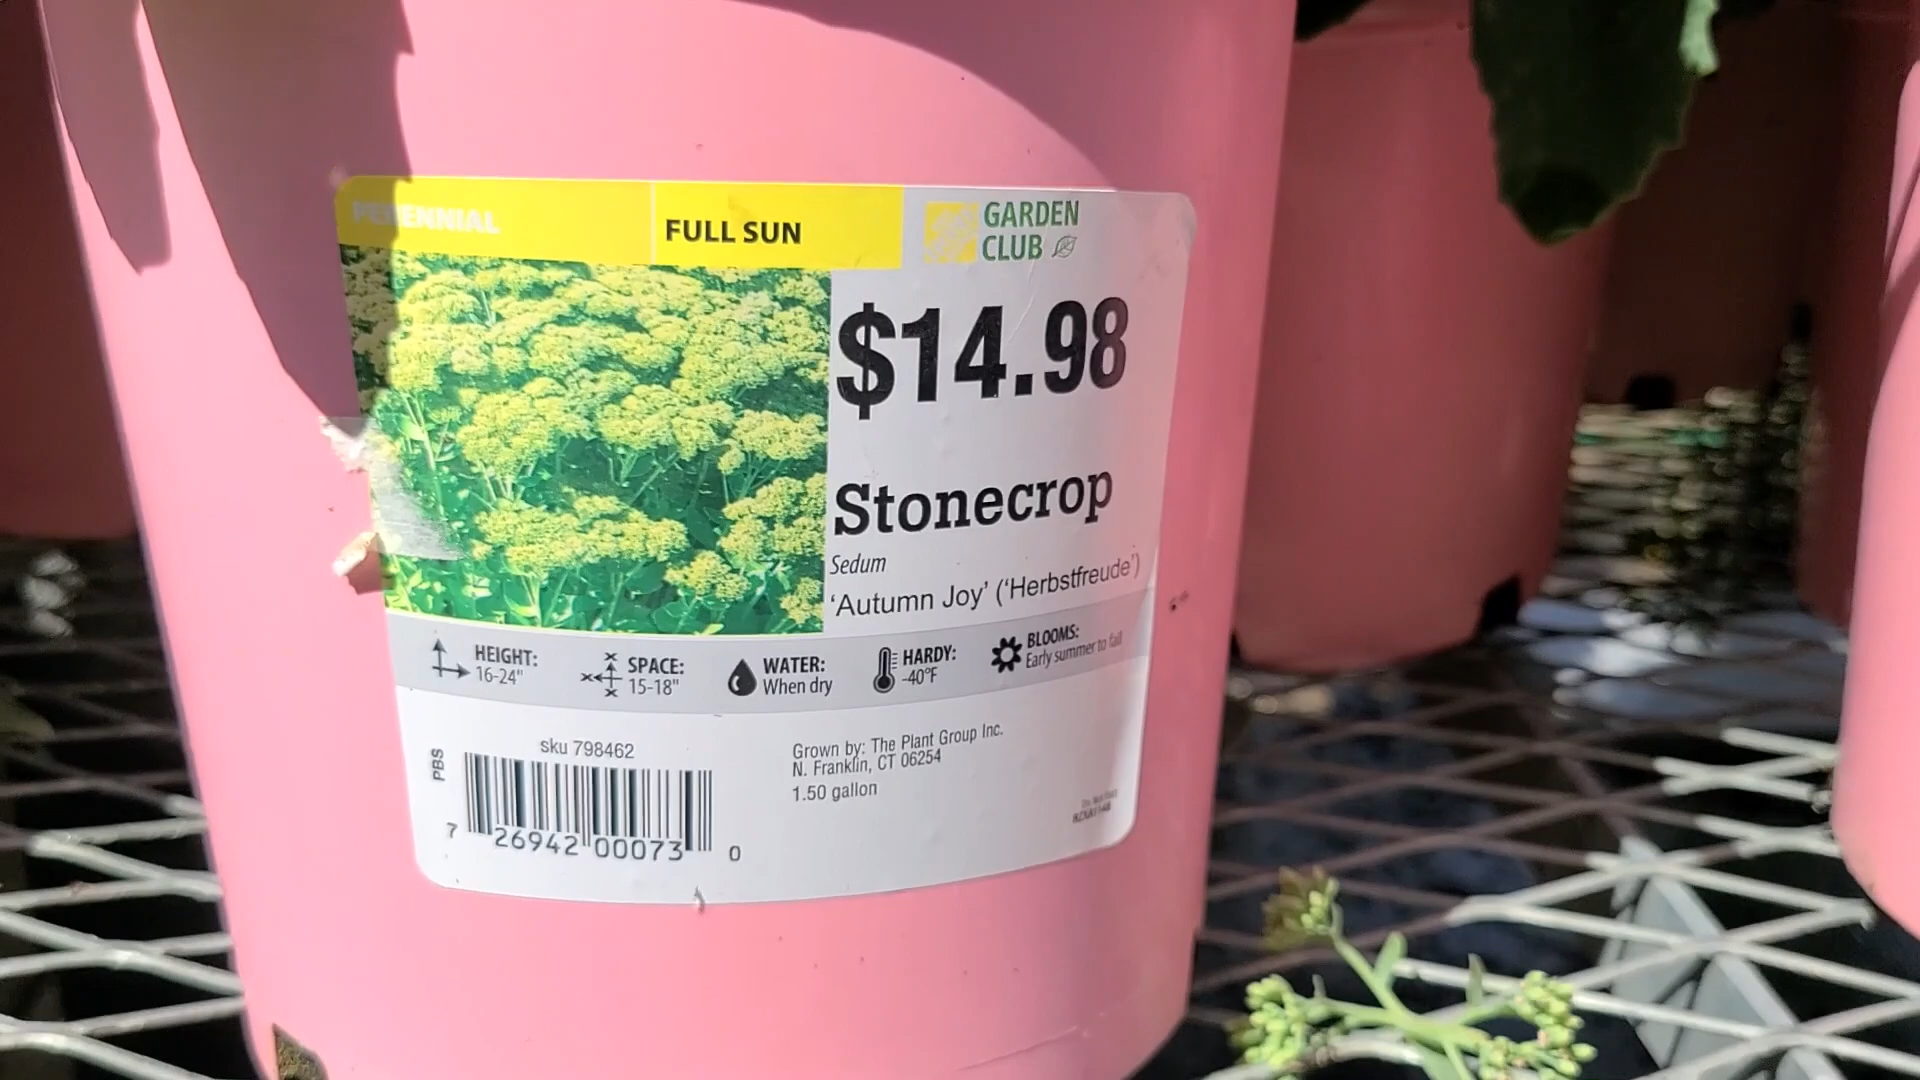 PERENNIAL
FULL SUN
GARDEN
CLUB
$14.98
Stonecrop
Sedum
‘Autumn Joy’ (‘Herbstfreude’)
HEIGHT:
16-24"
SPACE:
15-18"
WATER:
When dry
HARDY:
-40°F
BLOOMS:
Early summer to fall
sku 798462
PBS
7 26942 00073 0
Grown by: The Plant Group Inc.
N. Franklin, CT 06254
1.50 gallon